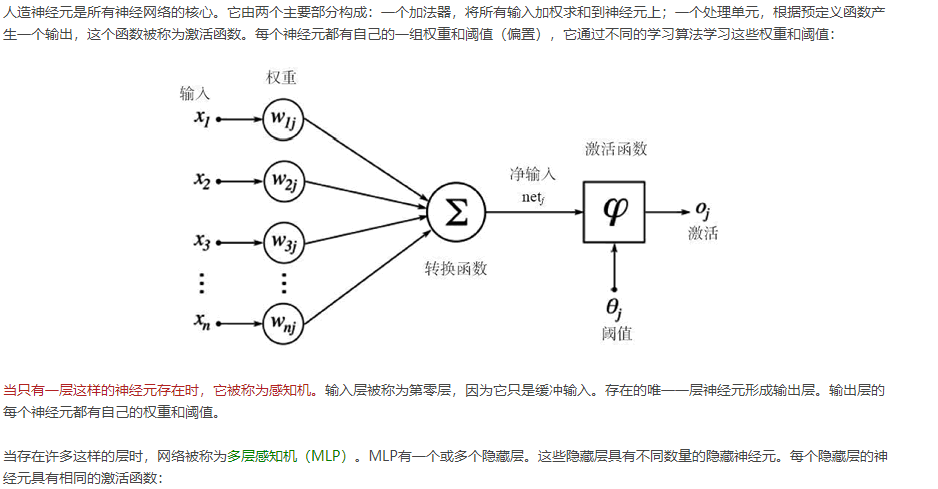 人造神经元是所有神经网络的核心。它由两个主要部分构成：一个加法器，将所有输入加权求和到神经元上；一个处理单元，根据预定义函数产
生一个输出，这个函数被称为激活函数。每个神经元都有自己的一组权重和阈值（偏置），它通过不同的学习算法学习这些权重和阈值：
输入
权重
x1
w1j
x2
w2j
x3
w3j
⋮
⋮
xn
wnj
Σ
转换函数
净输入
netj
激活函数
φ
oj
激活
θj
阈值
当只有一层这样的神经元存在时，它被称为感知机。输入层被称为第零层，因为它只是缓冲输入。存在的唯一一层神经元形成输出层。输出层的
每个神经元都有自己的权重和阈值。
当存在许多这样的层时，网络被称为多层感知机（MLP）。MLP有一个或多个隐藏层。这些隐藏层具有不同数量的隐藏神经元。每个隐藏层的神
经元具有相同的激活函数：